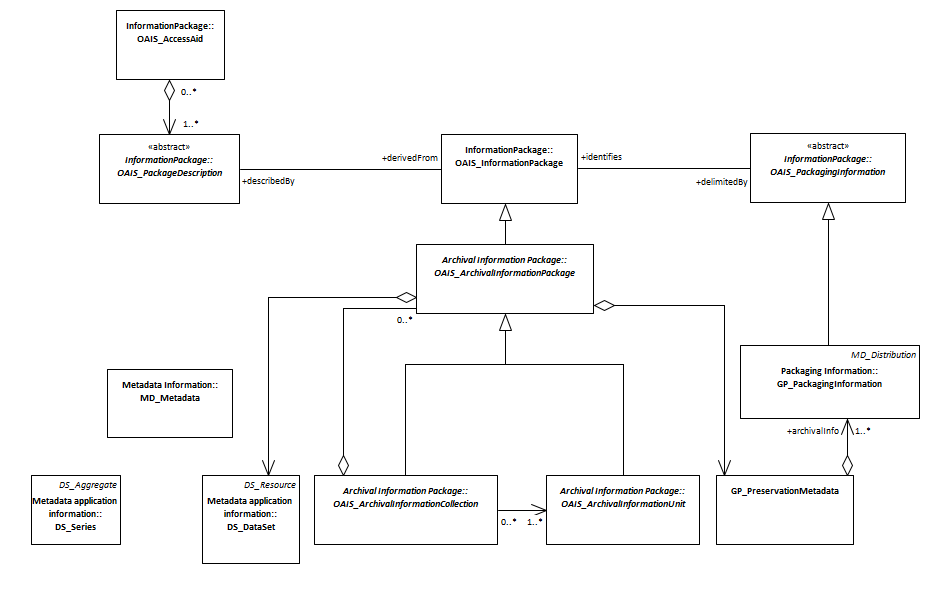 InformationPackage::
OAIS_AccessAid
0..*
1..*
«abstract»
InformationPackage::
OAIS_PackageDescription
+derivedFrom
+describedBy
InformationPackage::
OAIS_InformationPackage
+identifies
+delimitedBy
«abstract»
InformationPackage::
OAIS_PackagingInformation
Archival Information Package::
OAIS_ArchivalInformationPackage
0..*
MD_Distribution
Packaging Information::
GP_PackagingInformation
Metadata Information::
MD_Metadata
+archivalInfo
1..*
DS_Aggregate
Metadata application
information::
DS_Series
DS_Resource
Metadata application
information::
DS_DataSet
Archival Information Package::
OAIS_ArchivalInformationCollection
0..*
1..*
Archival Information Package::
OAIS_ArchivalInformationUnit
GP_PreservationMetadata